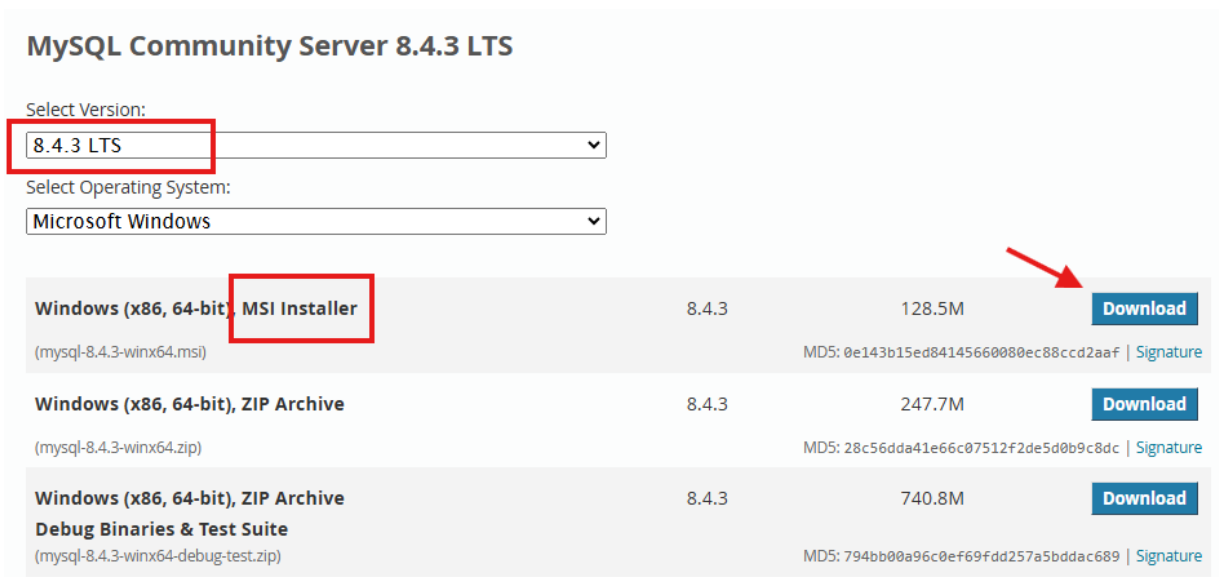 MySQL Community Server 8.4.3 LTS
Select Version:
8.4.3 LTS
Select Operating System:
Microsoft Windows
Windows (x86, 64-bit), MSI Installer 8.4.3 128.5M Download
(mysql-8.4.3-winx64.msi) MD5: 0e143b15ed84145660080ec88ccd2aaf | Signature
Windows (x86, 64-bit), ZIP Archive 8.4.3 247.7M Download
(mysql-8.4.3-winx64.zip) MD5: 28c56dda41e66c07512f2de5d0b9c8dc | Signature
Windows (x86, 64-bit), ZIP Archive 8.4.3 740.8M Download
Debug Binaries & Test Suite
(mysql-8.4.3-winx64-debug-test.zip) MD5: 794bb00a96c0ef69fdd257a5bddac689 | Signature